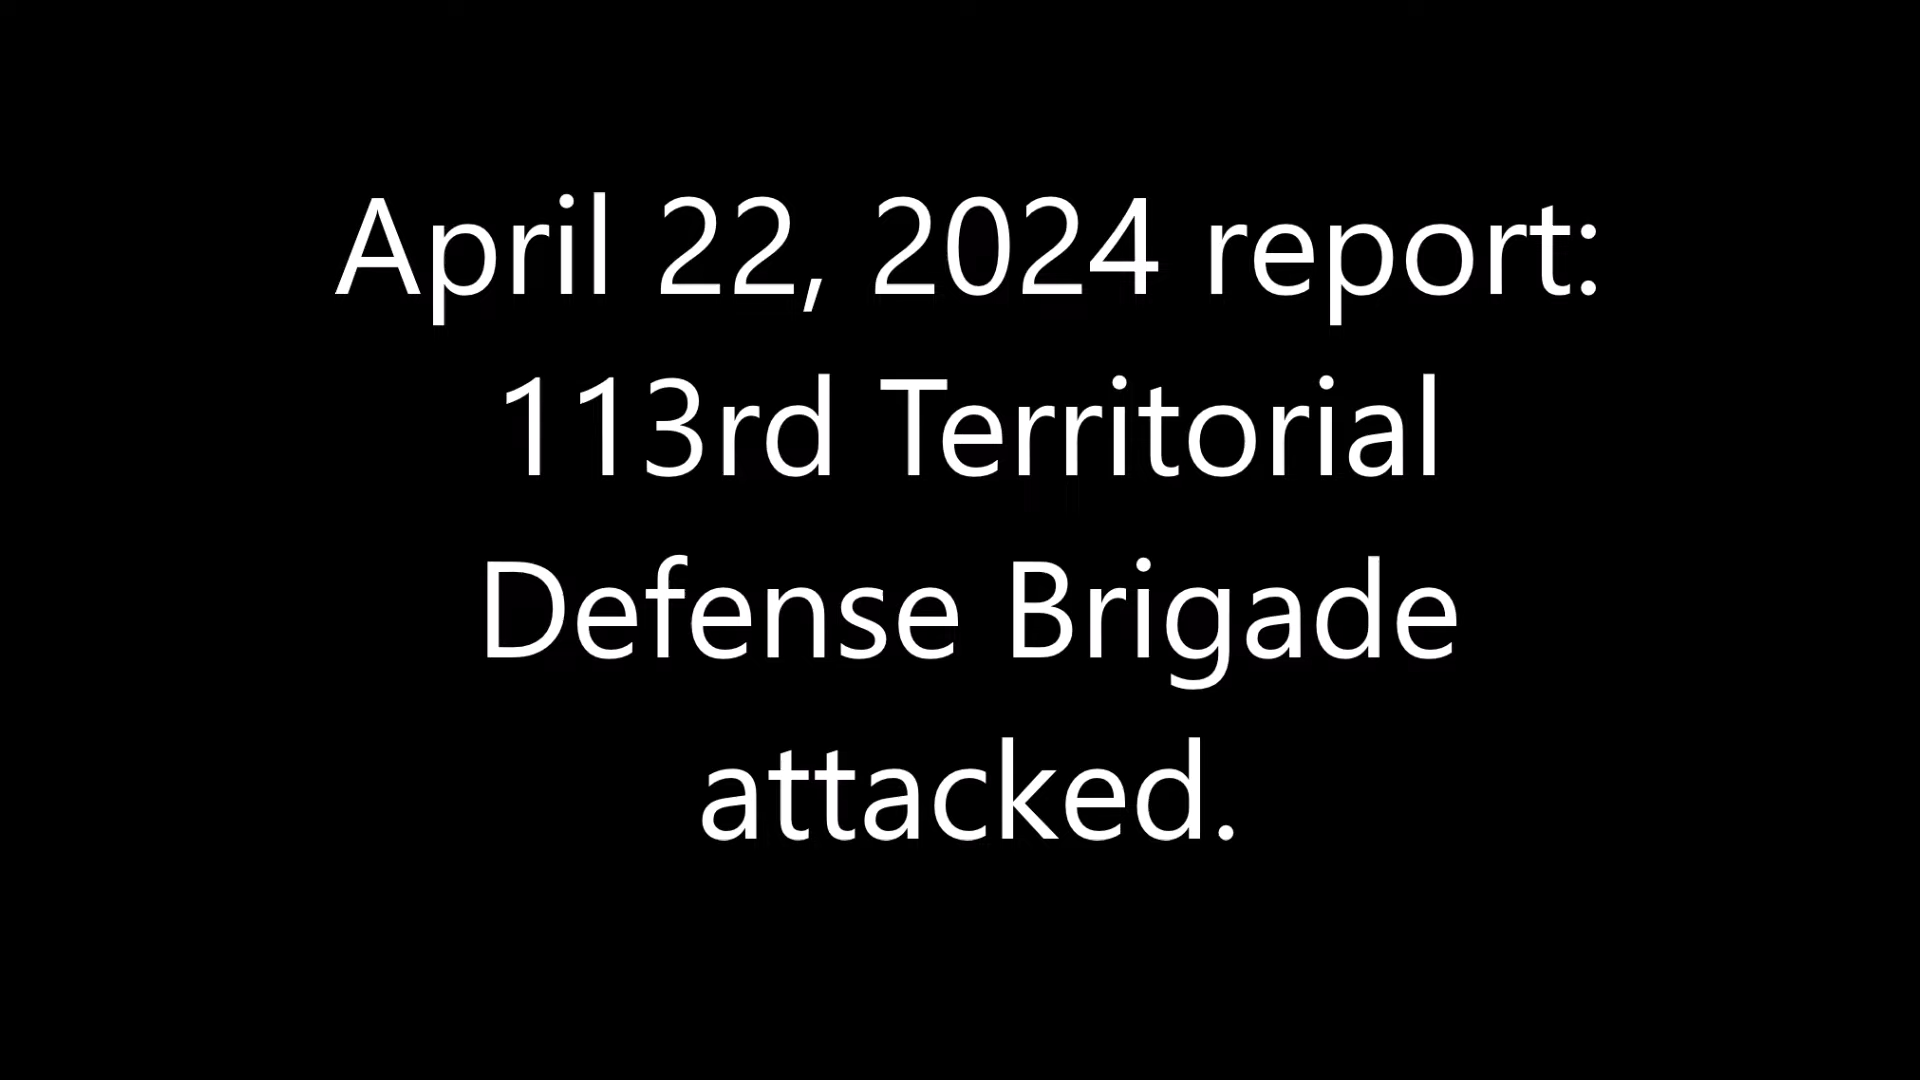 April 22, 2024 report:
113rd Territorial
Defense Brigade
attacked.